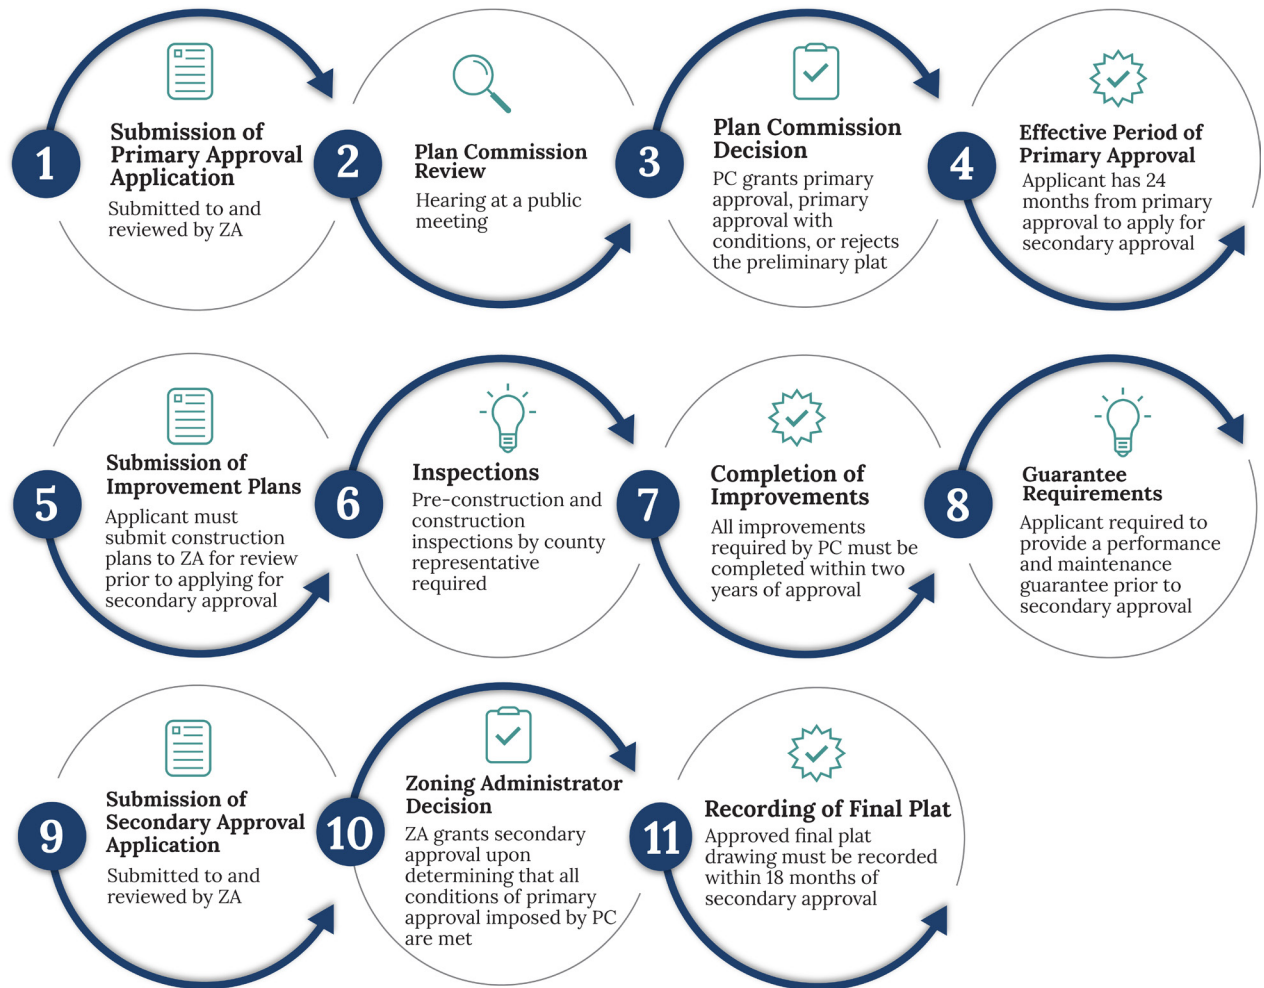 1
Submission of
Primary Approval
Application
Submitted to and
reviewed by ZA
2
Plan Commission
Review
Hearing at a public
meeting
3
Plan Commission
Decision
PC grants primary
approval, primary
approval with
conditions, or rejects
the preliminary plat
4
Effective Period of
Primary Approval
Applicant has 24
months from primary
approval to apply for
secondary approval
5
Submission of
Improvement Plans
Applicant must
submit construction
plans to ZA for review
prior to applying for
secondary approval
6
Inspections
Pre-construction and
construction
inspections by county
representative
required
7
Completion of
Improvements
All improvements
required by PC must be
completed within two
years of approval
8
Guarantee
Requirements
Applicant required to
provide a performance
and maintenance
guarantee prior to
secondary approval
9
Submission of
Secondary Approval
Application
Submitted to and
reviewed by ZA
10
Zoning Administrator
Decision
ZA grants secondary
approval upon
determining that all
conditions of primary
approval imposed by PC
are met
11
Recording of Final Plat
Approved final plat
drawing must be recorded
within 18 months of
secondary approval